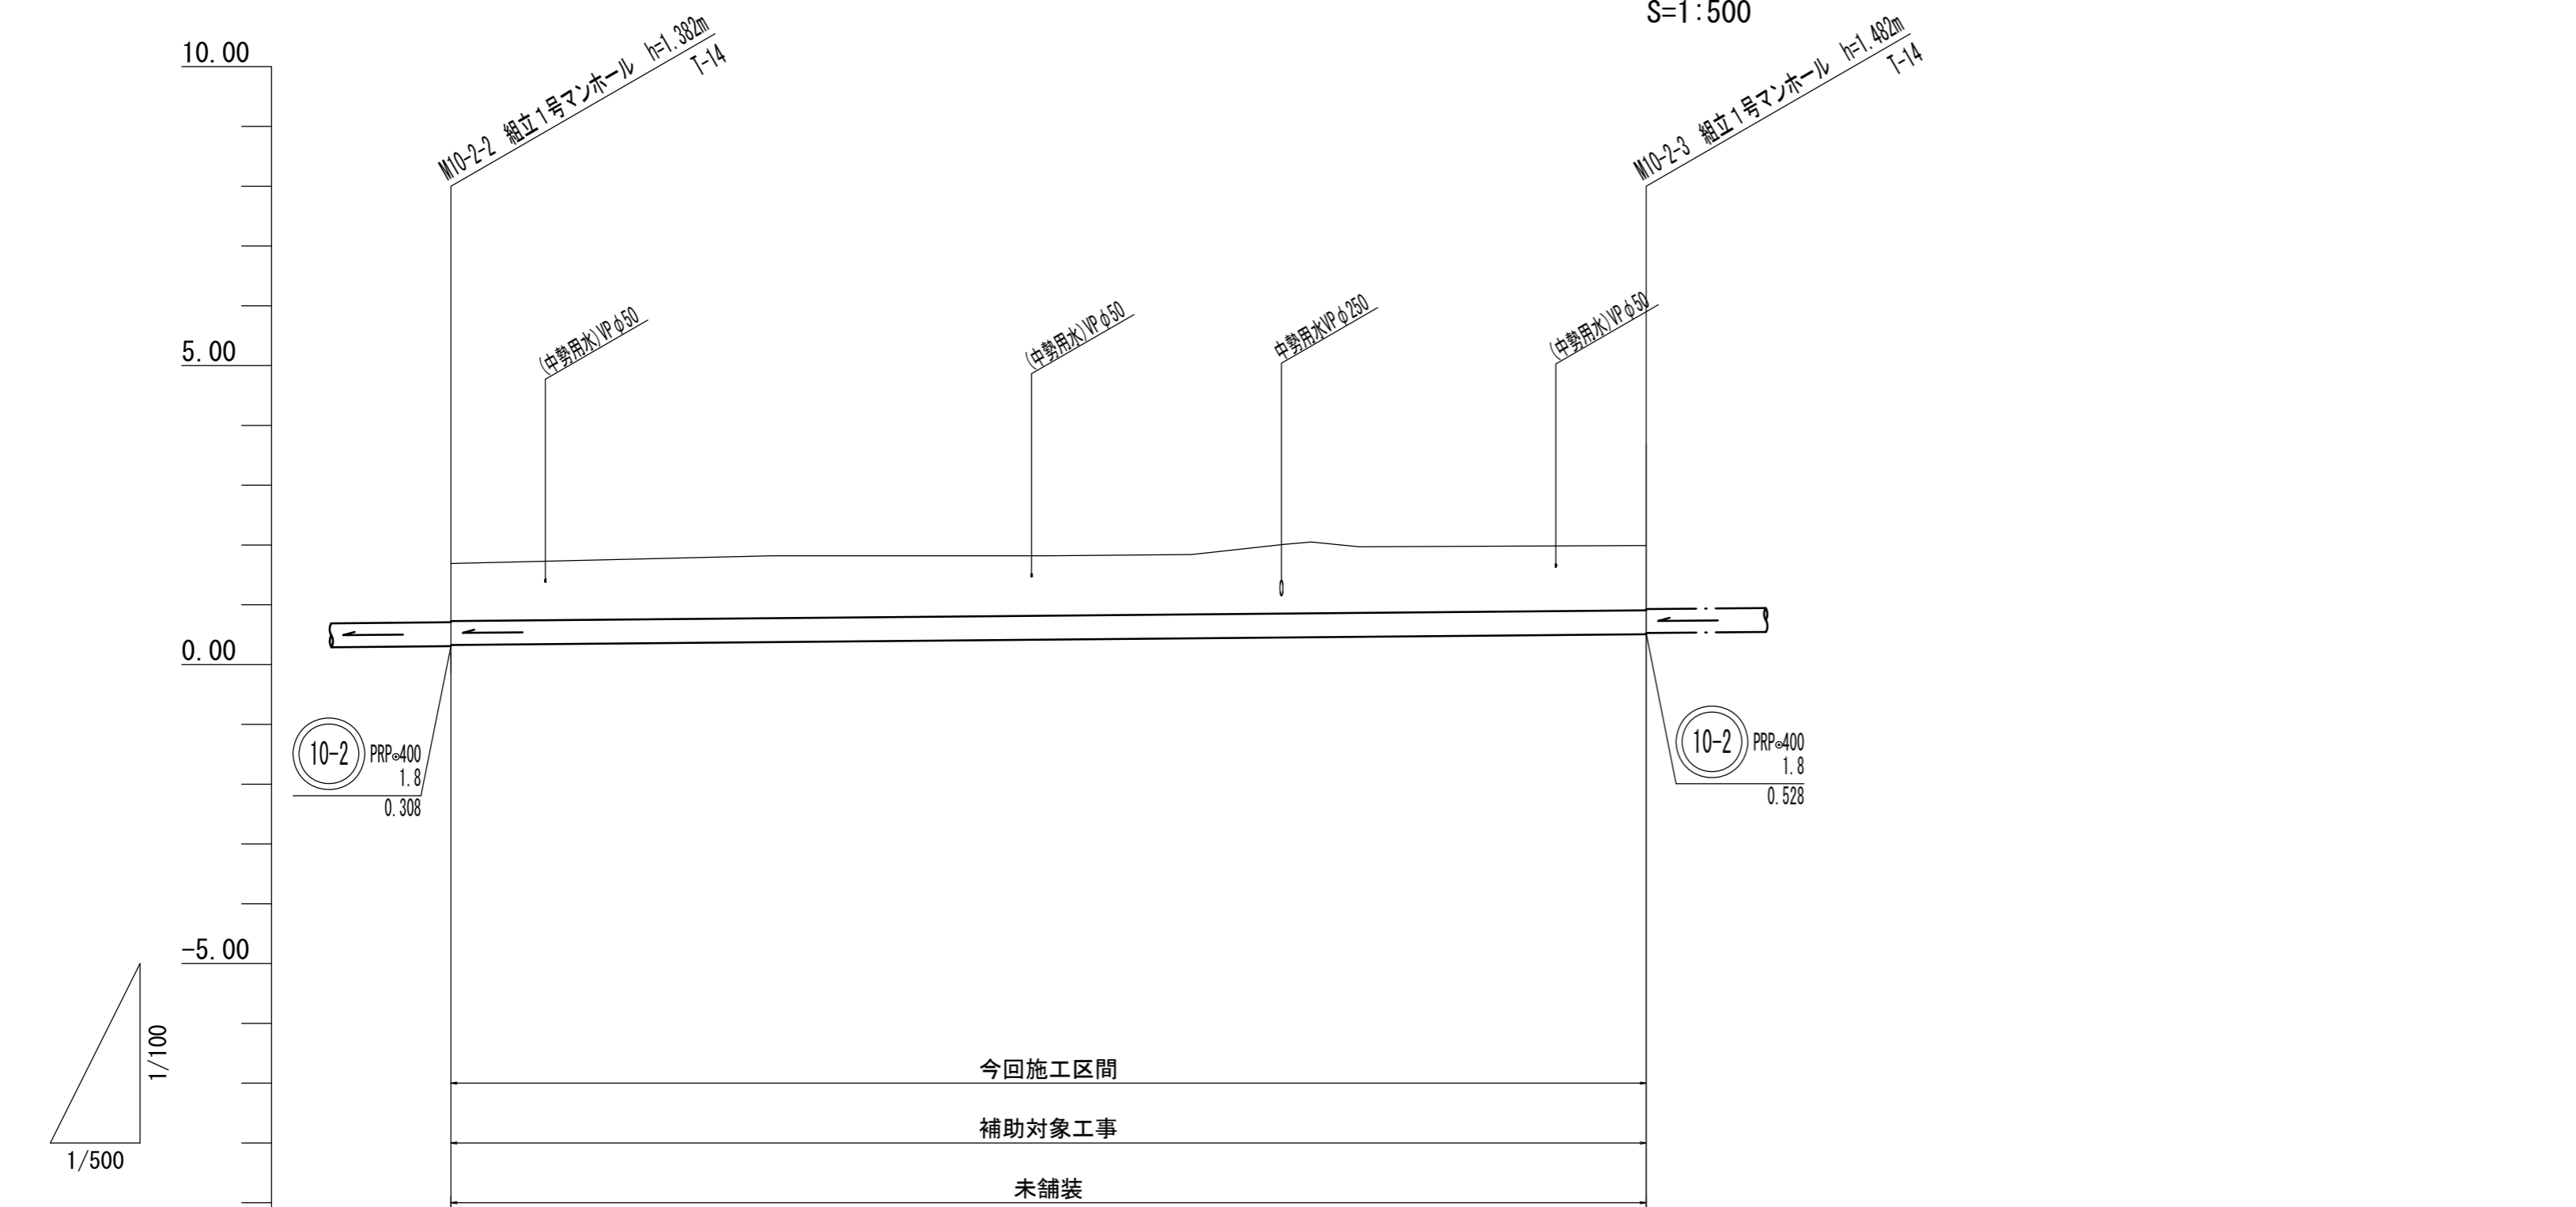 S=1:500
10.00
M10-2-2 組立1号マンホール h=1.382m
T-14
M10-2-3 組立1号マンホール h=1.482m
T-14
5.00
(中勢用水)VPφ50
(中勢用水)VPφ50
中勢用水VPφ250
(中勢用水)VPφ50
0.00
10-2
PRP⊙400
1.8
0.308
10-2
PRP⊙400
1.8
0.528
-5.00
1/100
1/500
今回施工区間
補助対象工事
未舗装